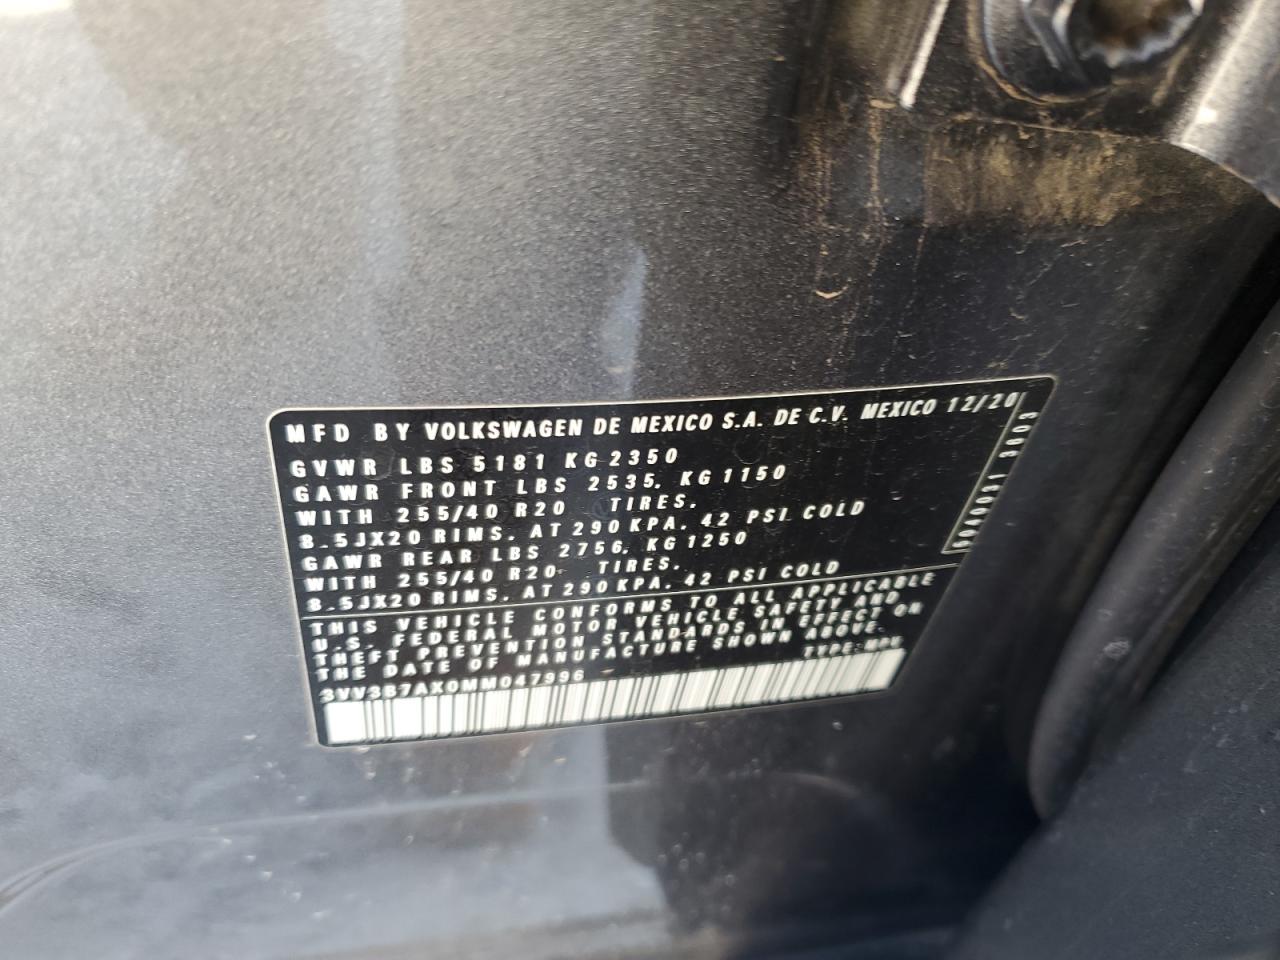 MFD BY VOLKSWAGEN DE MEXICO S.A. DE C.V. MEXICO 12/20
GVWR LBS 5181 KG 2350
GAWR FRONT LBS 2535, KG 1150
WITH 255/40 R20 TIRES,
8.5JX20 RIMS, AT 290 KPA. 42 PSI COLD
GAWR REAR LBS 2756, KG 1250
WITH 255/40 R20 TIRES,
8.5JX20 RIMS, AT 290 KPA. 42 PSI COLD
THIS VEHICLE CONFORMS TO ALL APPLICABLE
U.S. FEDERAL MOTOR VEHICLE SAFETY AND
THEFT PREVENTION STANDARDS IN EFFECT ON
THE DATE OF MANUFACTURE SHOWN ABOVE.
TYPE: MPV
3VV3B7AX0MM047996